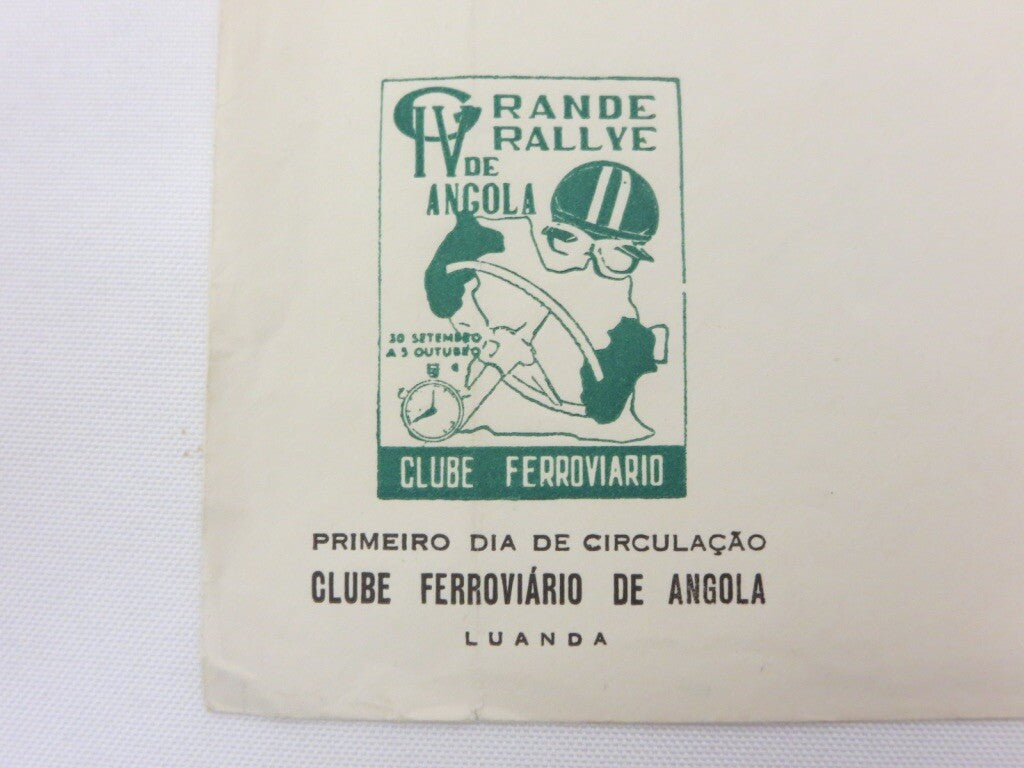 GRANDE
IV RALLYE
DE
ANGOLA
30 SETEMBRO
A 5 OUTUBRO
CLUBE FERROVIARIO
PRIMEIRO DIA DE CIRCULAÇÃO
CLUBE FERROVIÁRIO DE ANGOLA
LUANDA